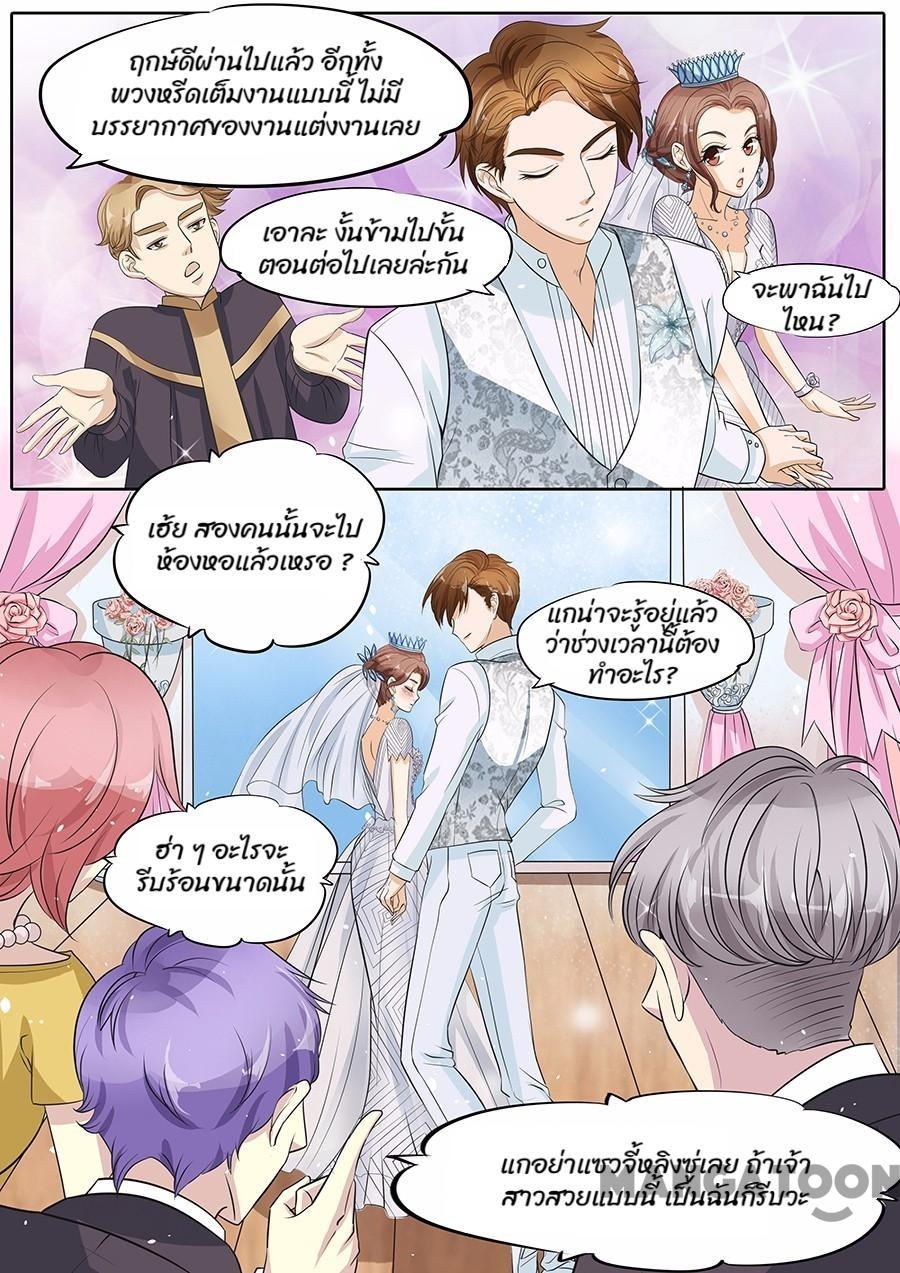 ฤกษ์ดีผ่านไปแล้ว อีกทั้ง
พวงหรีดเต็มงานแบบนี้ ไม่มี
บรรยากาศของงานแต่งงานเลย
เอาละ งั้นข้ามไปขั้น
ตอนต่อไปเลยล่ะกัน
จะพาฉันไป
ไหน?
เฮ้ย สองคนนั้นจะไป
ห้องหอแล้วเหรอ ?
แกน่าจะรู้อยู่แล้ว
ว่าช่วงเวลานี้ต้อง
ทำอะไร?
ฮ่า ๆ อะไรจะ
รีบร้อนขนาดนั้น
แกอย่าแซวจี้หลิงซู่เลย ถ้าเจ้า
สาวสวยแบบนี้ เป็นฉันก็รีบวะ
MANGATOON